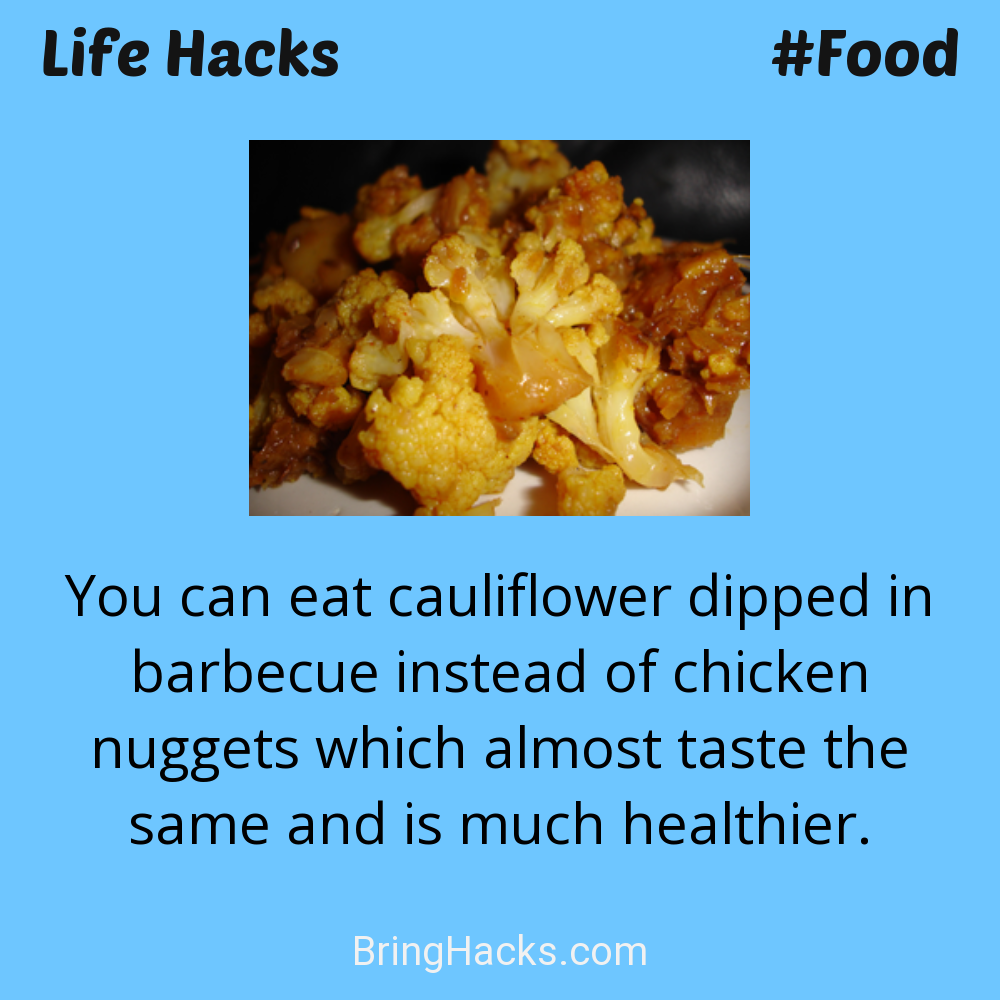 Life Hacks #Food
You can eat cauliflower dipped in
barbecue instead of chicken
nuggets which almost taste the
same and is much healthier.
BringHacks.com